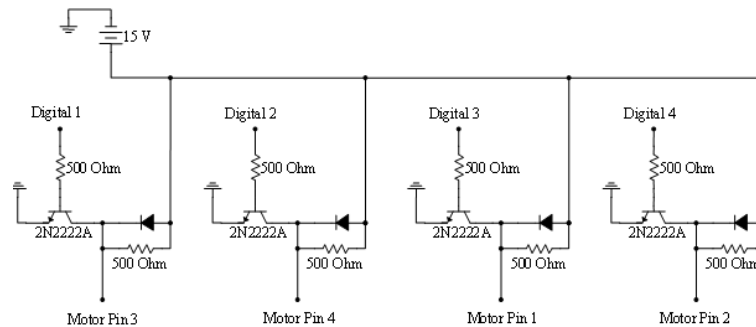 15 V
Digital 1
Digital 2
Digital 3
Digital 4
500 Ohm
500 Ohm
500 Ohm
500 Ohm
2N2222A
2N2222A
2N2222A
2N2222A
500 Ohm
500 Ohm
500 Ohm
500 Ohm
Motor Pin 3
Motor Pin 4
Motor Pin 1
Motor Pin 2